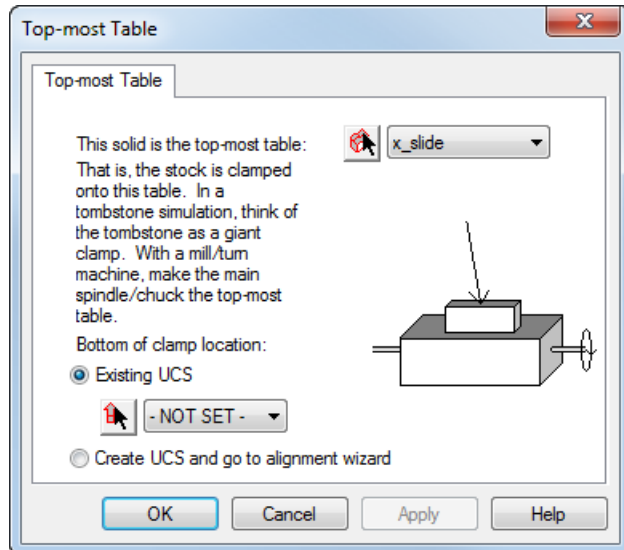 Top-most Table
Top-most Table
This solid is the top-most table:
x_slide
That is, the stock is clamped
onto this table. In a
tombstone simulation, think of
the tombstone as a giant
clamp. With a mill/turn
machine, make the main
spindle/chuck the top-most
table.
Bottom of clamp location:
Existing UCS
- NOT SET -
Create UCS and go to alignment wizard
OK Cancel Apply Help